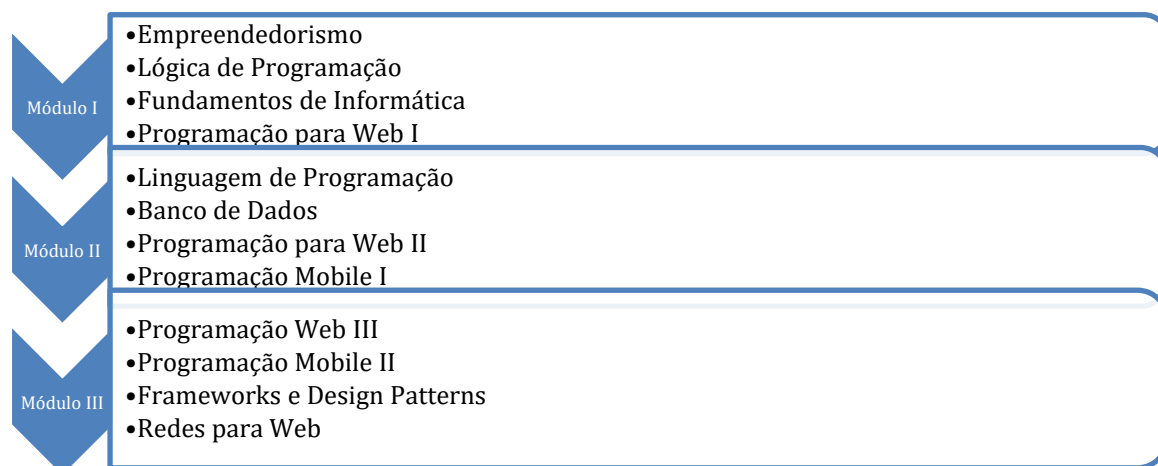 Módulo I
•Empreendedorismo
•Lógica de Programação
•Fundamentos de Informática
•Programação para Web I
Módulo II
•Linguagem de Programação
•Banco de Dados
•Programação para Web II
•Programação Mobile I
Módulo III
•Programação Web III
•Programação Mobile II
•Frameworks e Design Patterns
•Redes para Web